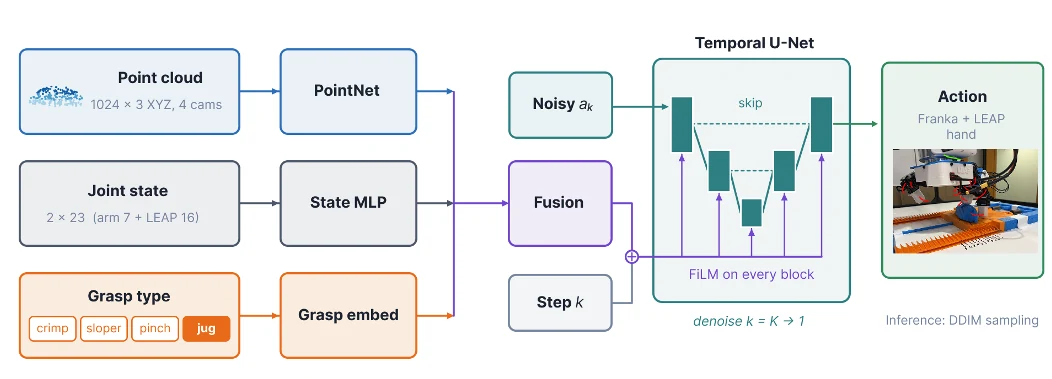 Temporal U-Net
Point cloud
1024 × 3 XYZ, 4 cams
PointNet
Noisy aₖ
skip
Action
Franka + LEAP
hand
Joint state
2 × 23 (arm 7 + LEAP 16)
State MLP
Fusion
FiLM on every block
Grasp type
crimp
sloper
pinch
jug
Grasp embed
Step k
denoise k = K → 1
Inference: DDIM sampling